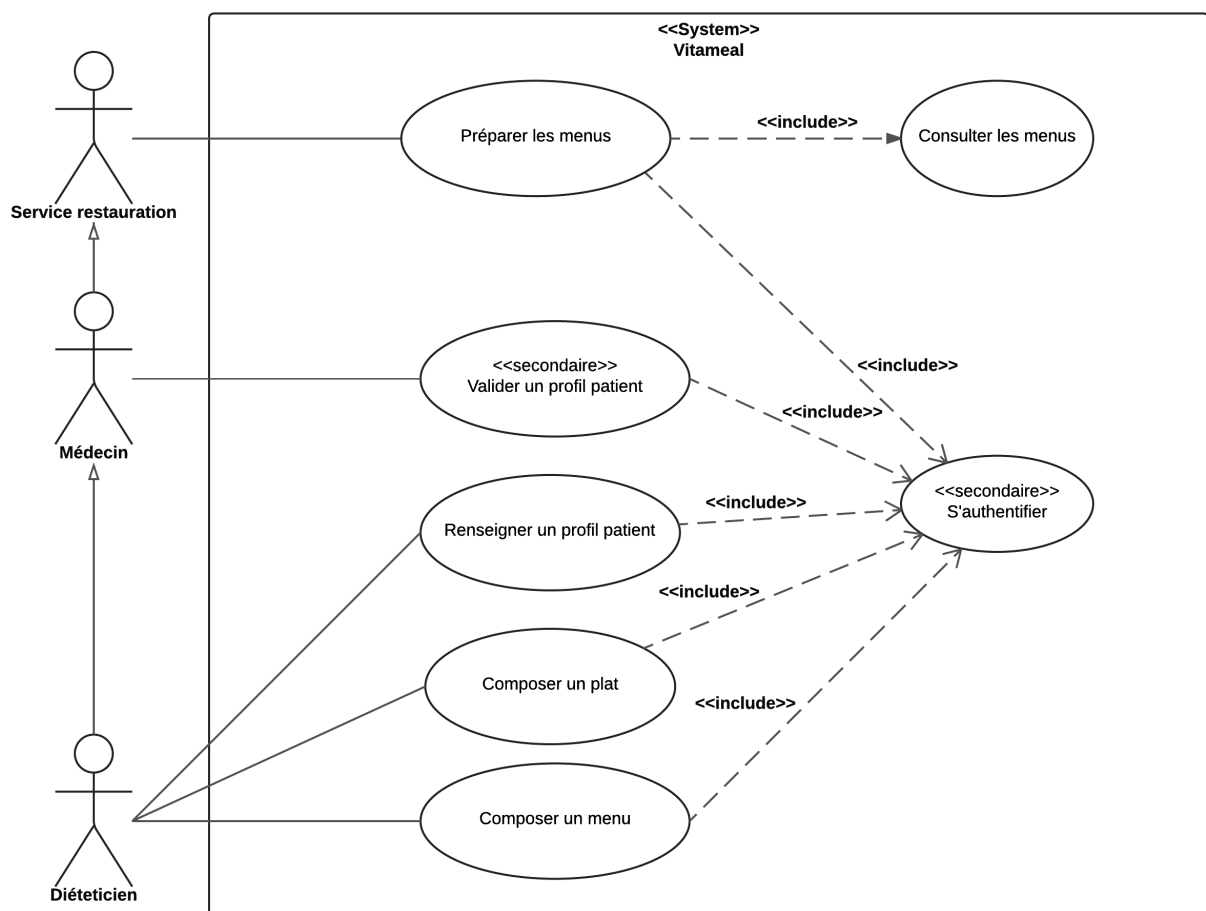 <<System>>
Vitameal
Service restauration
Préparer les menus
<<include>>
Consulter les menus
<<include>>
Médecin
<<secondaire>>
Valider un profil patient
<<include>>
<<secondaire>>
S'authentifier
Renseigner un profil patient
<<include>>
<<include>>
Composer un plat
<<include>>
Composer un menu
Diéteticien